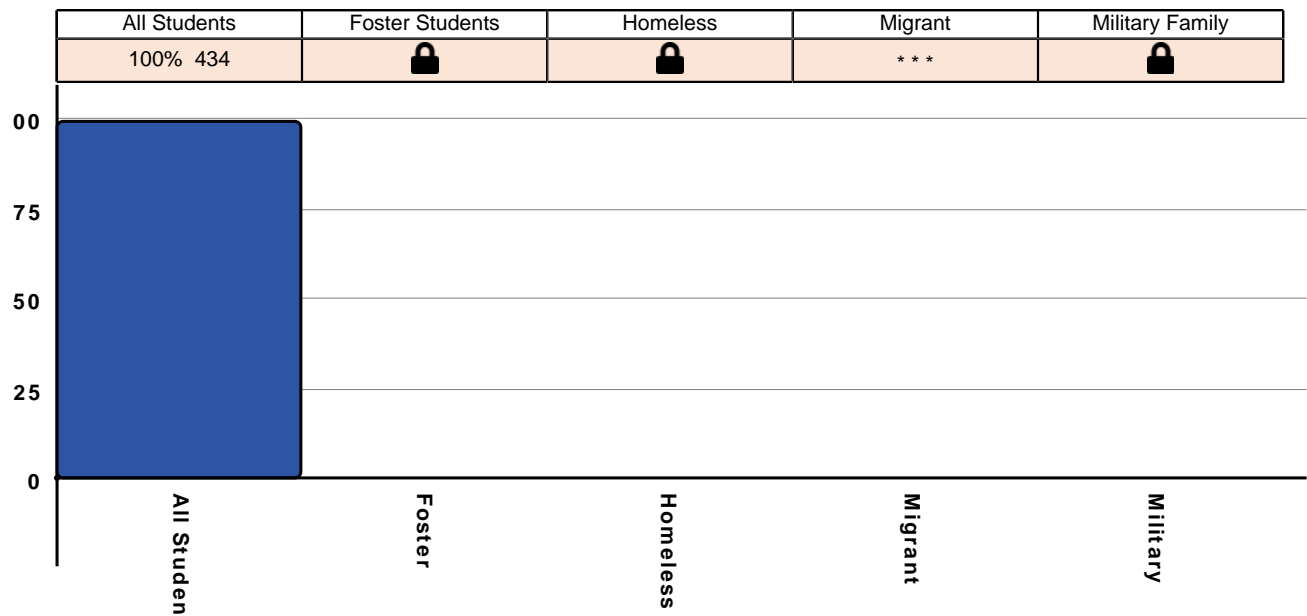 All Students Foster Students Homeless Migrant Military Family
100% 434 * * *
00
75
50
25
0
All Studen
Foster
Homeless
Migrant
Military